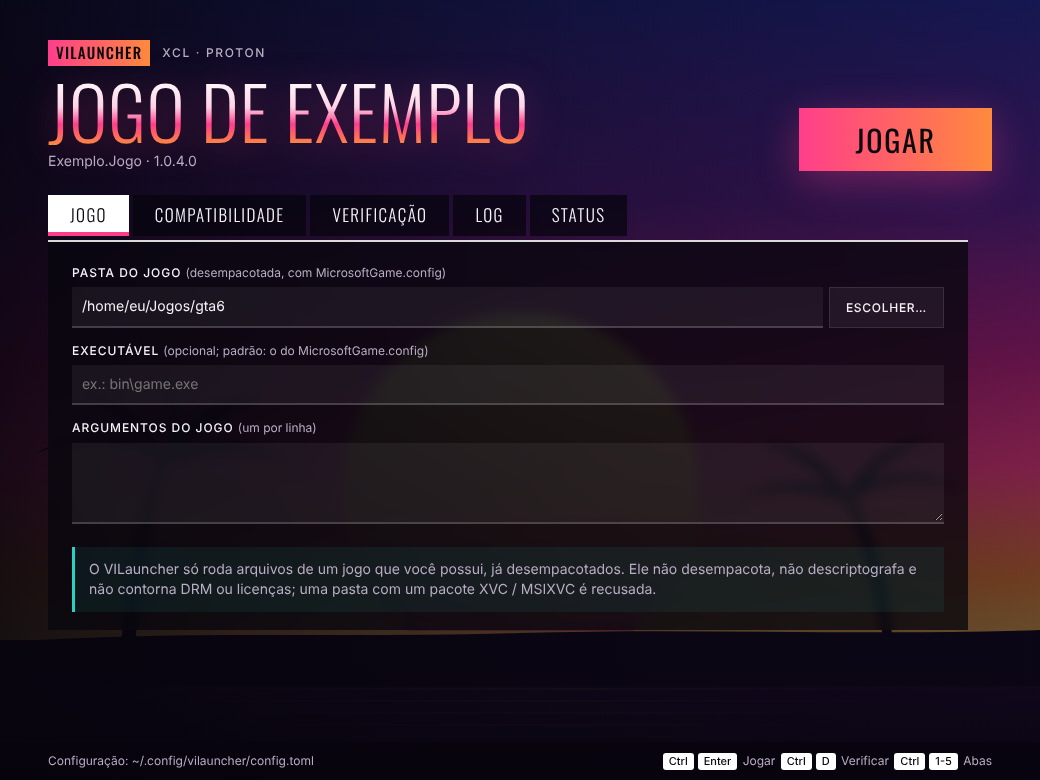 VILAUNCHER XCL · PROTON
JOGO DE EXEMPLO
Exemplo.Jogo · 1.0.4.0
JOGAR
JOGO COMPATIBILIDADE VERIFICAÇÃO LOG STATUS
PASTA DO JOGO (desempacotada, com MicrosoftGame.config)
/home/eu/Jogos/gta6 ESCOLHER...
EXECUTÁVEL (opcional; padrão: o do MicrosoftGame.config)
ex.: bin\game.exe
ARGUMENTOS DO JOGO (um por linha)
O VILauncher só roda arquivos de um jogo que você possui, já desempacotados. Ele não desempacota, não descriptografa e
não contorna DRM ou licenças; uma pasta com um pacote XVC / MSIXVC é recusada.
Configuração: ~/.config/vilauncher/config.toml Ctrl Enter Jogar Ctrl D Verificar Ctrl 1-5 Abas